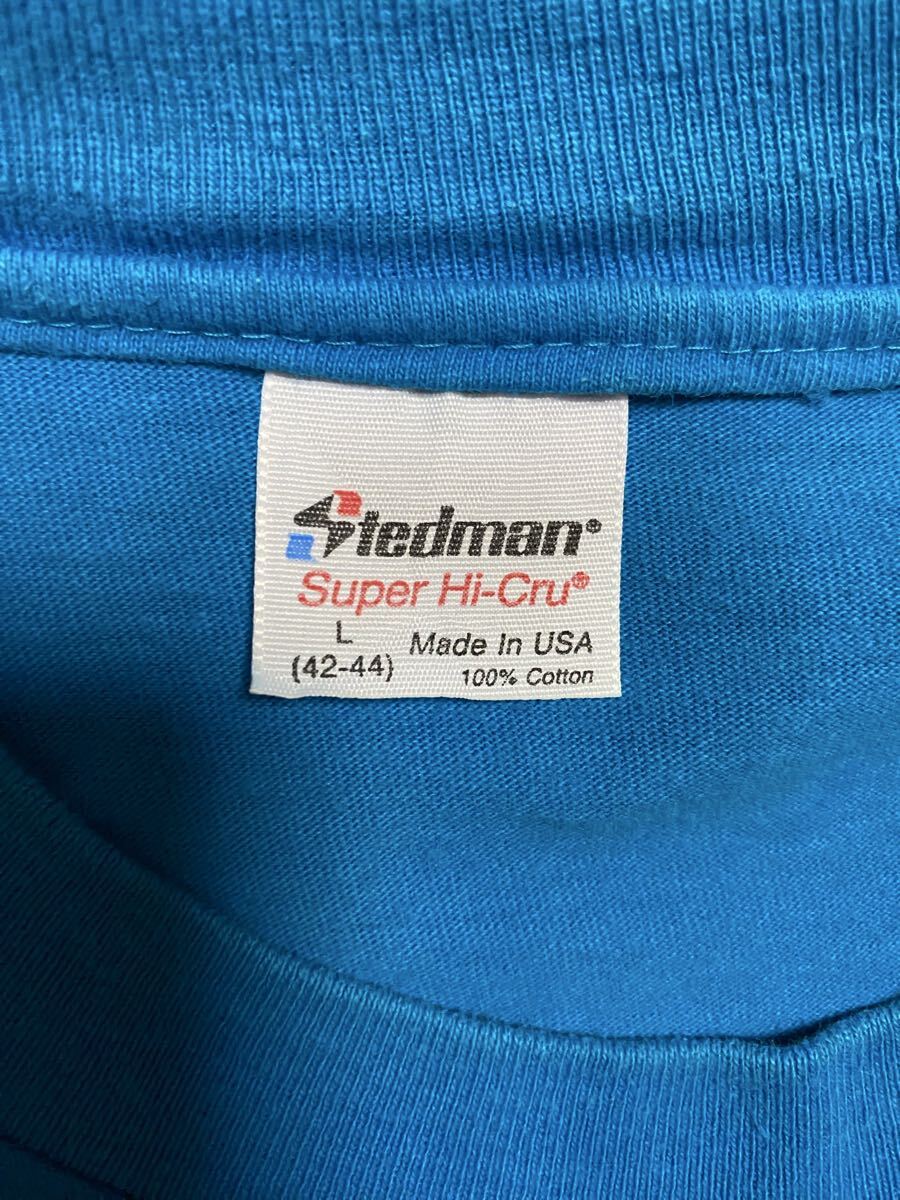 Stedman®
Super Hi-Cru®
L
(42-44)
Made In USA
100% Cotton